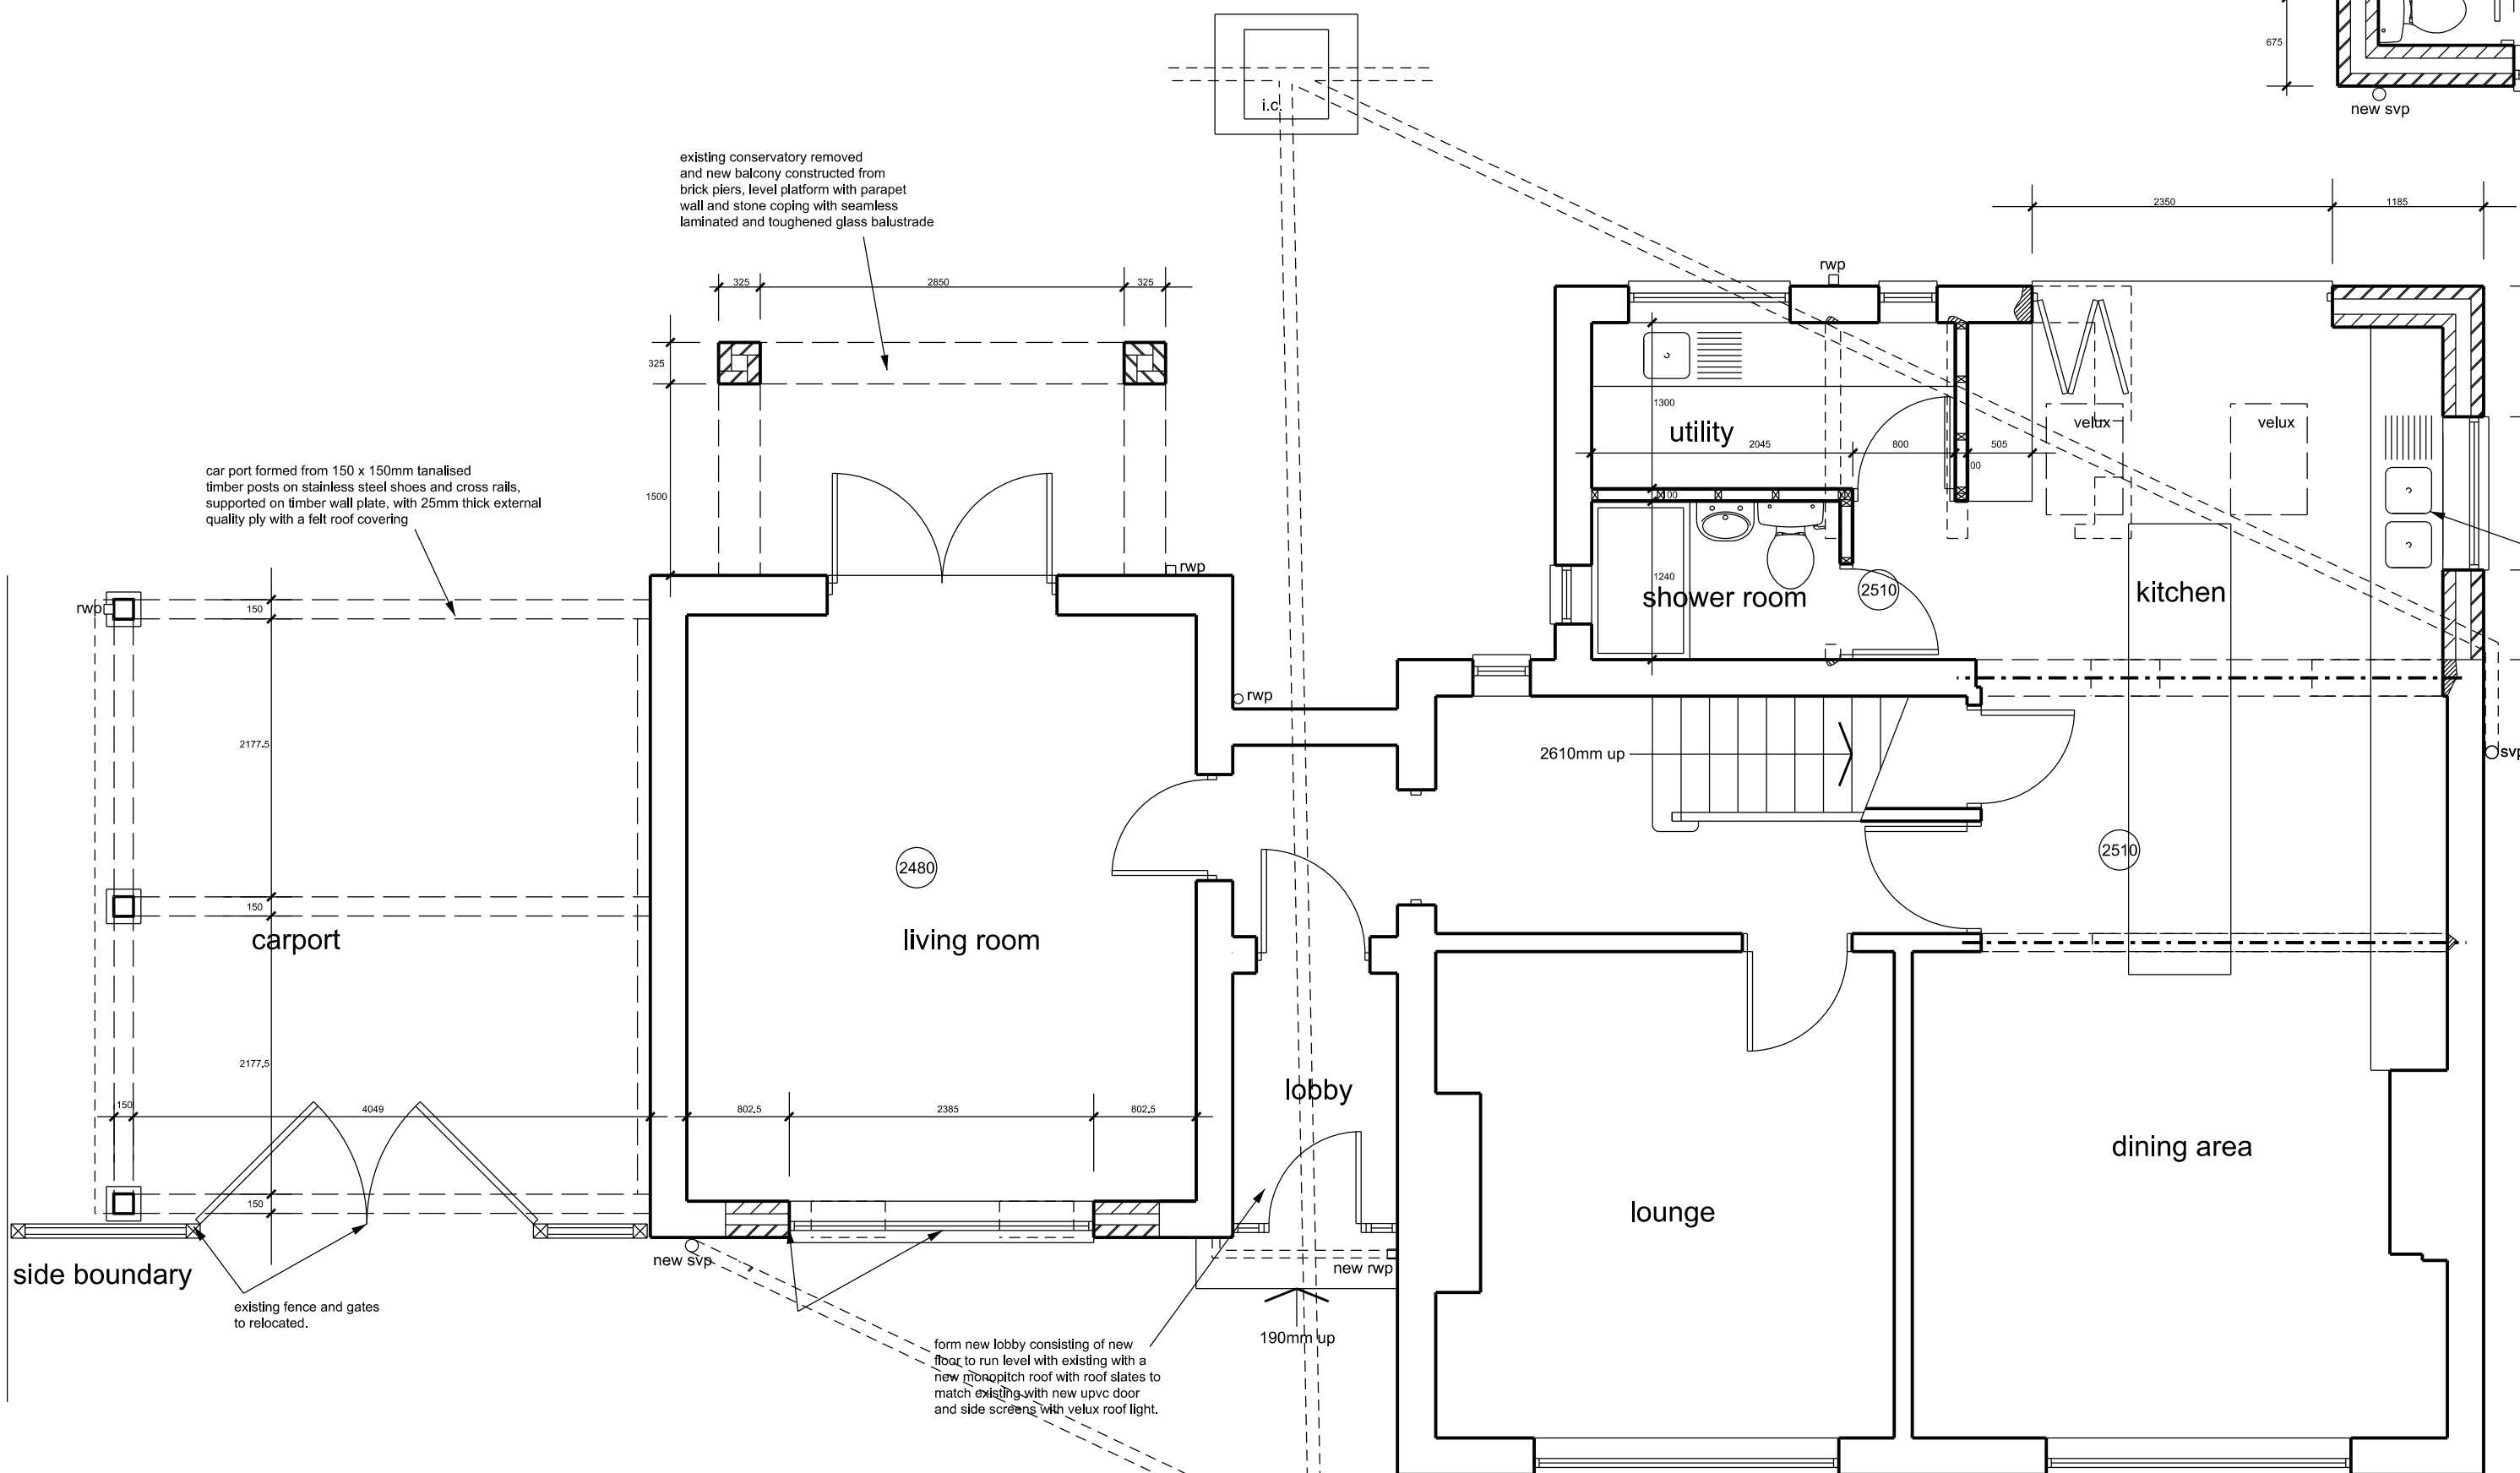 675
new svp
i.c.
existing conservatory removed
and new balcony constructed from
brick piers, level platform with parapet
wall and stone coping with seamless
laminated and toughened glass balustrade
2350
1185
rwp
325
2850
325
325
1500
1300
utility
2045
800
505
00
velux
velux
100
car port formed from 150 x 150mm tanalised
timber posts on stainless steel shoes and cross rails,
supported on timber wall plate, with 25mm thick external
quality ply with a felt roof covering
rwp
rwp
150
1240
shower room
2510
kitchen
rwp
2177.5
2610mm up
svp
2480
2510
150
carport
living room
2177.5
lobby
150
4049
802.5
2385
802.5
dining area
150
lounge
side boundary
new svp
new rwp
existing fence and gates
to relocated.
190mm up
form new lobby consisting of new
floor to run level with existing with a
new monopitch roof with roof slates to
match existing with new upvc door
and side screens with velux roof light.